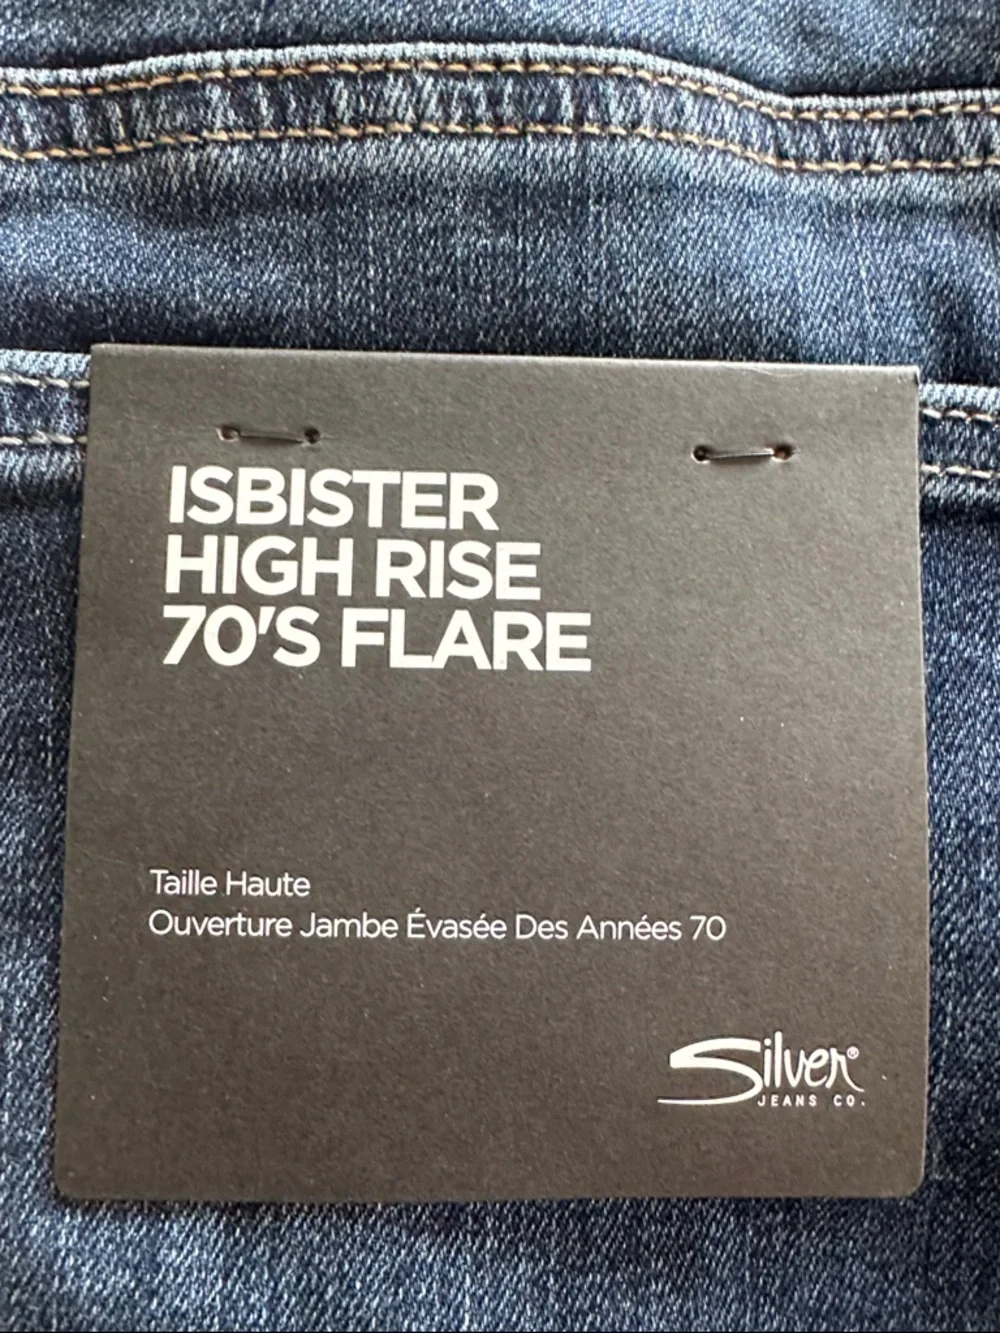 ISBISTER
HIGH RISE
70'S FLARE
Taille Haute
Ouverture Jambe Évasée Des Années 70
Silver®
JEANS CO.